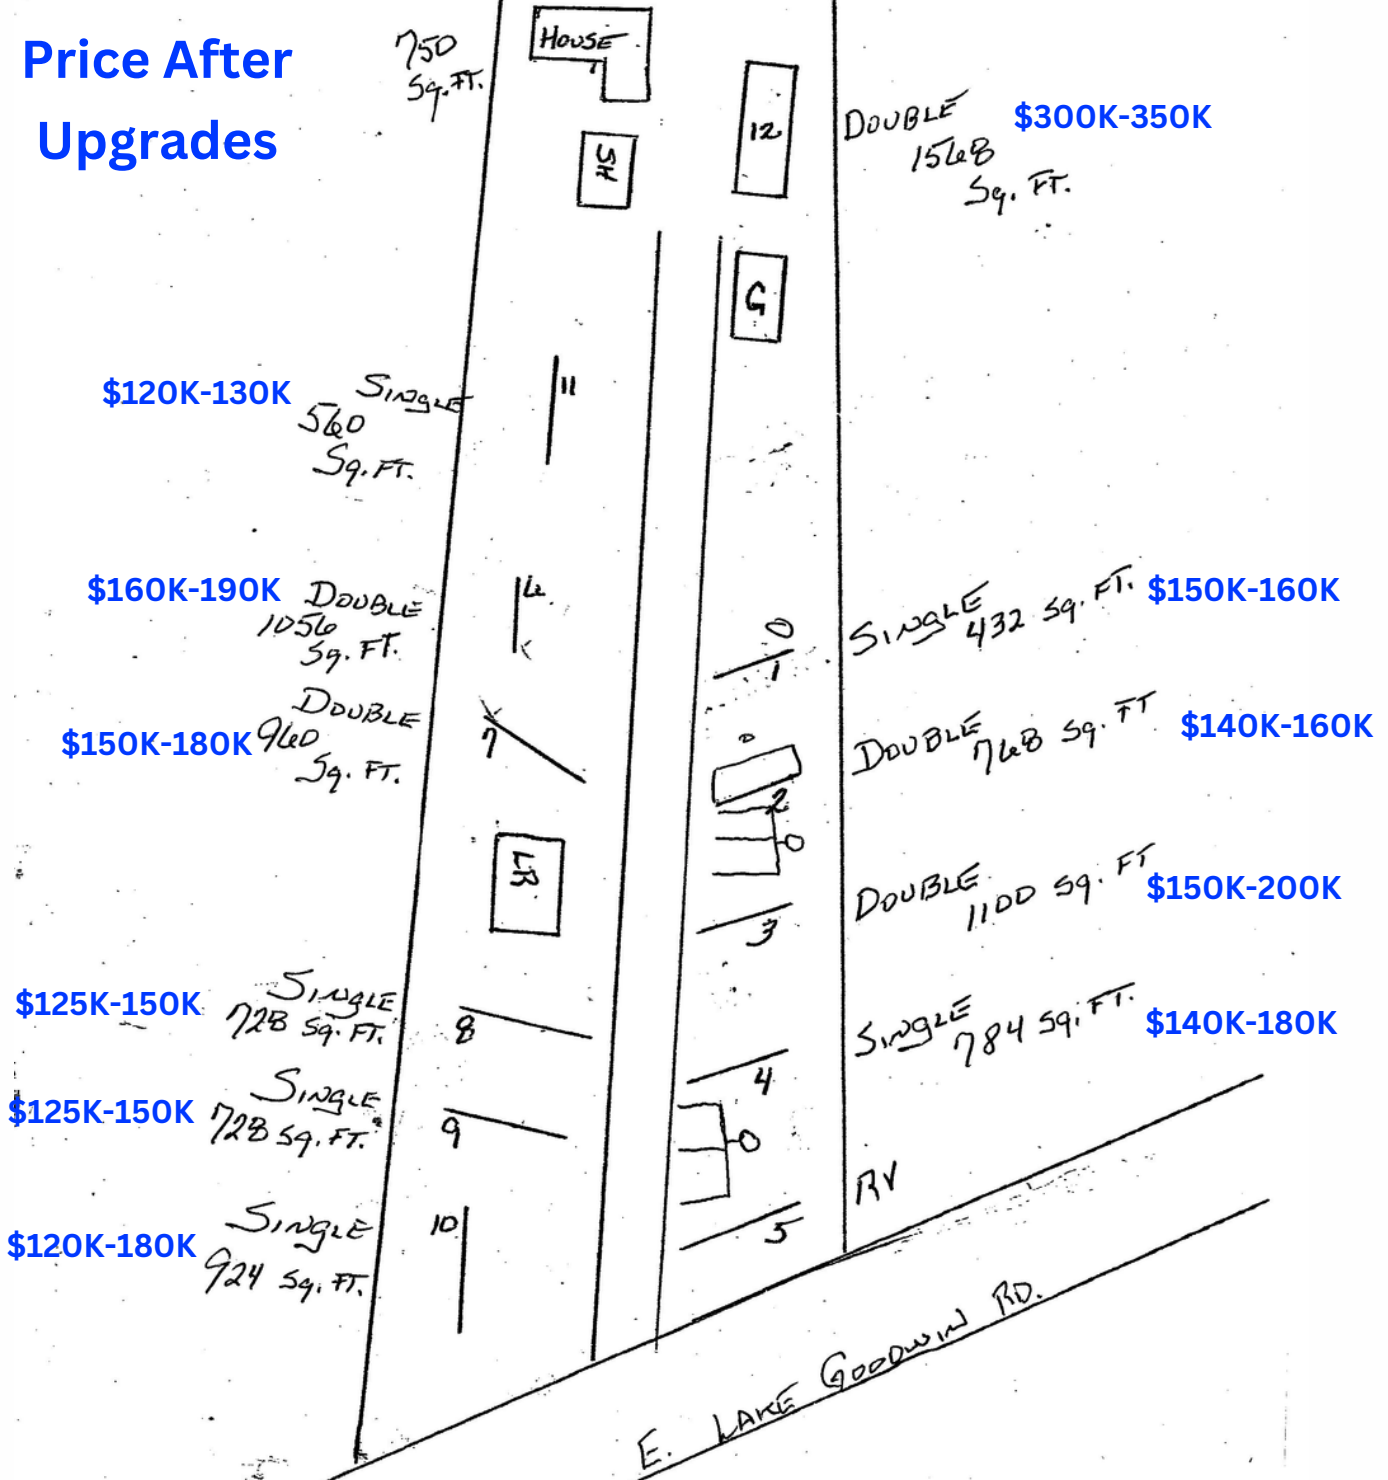 Price After
Upgrades
750
Sq. FT.
HOUSE
SH
12
DOUBLE
1568
Sq. FT.
$300K-350K
G
$120K-130K
SINGLE
560
Sq. FT.
11
$160K-190K
DOUBLE
1056
Sq. FT.
6
O
1
SINGLE
432 Sq. FT.
$150K-160K
$150K-180K
DOUBLE
960
Sq. FT.
7
2
DOUBLE
768 Sq. FT
$140K-160K
LR
3
DOUBLE
1100 Sq. FT
$150K-200K
$125K-150K
SINGLE
728 Sq. FT.
8
4
SINGLE
784 Sq. FT.
$140K-180K
$125K-150K
SINGLE
728 Sq. FT.
9
$120K-180K
SINGLE
924 Sq. FT.
10
5
RV
E. LAKE GOODWIN RD.